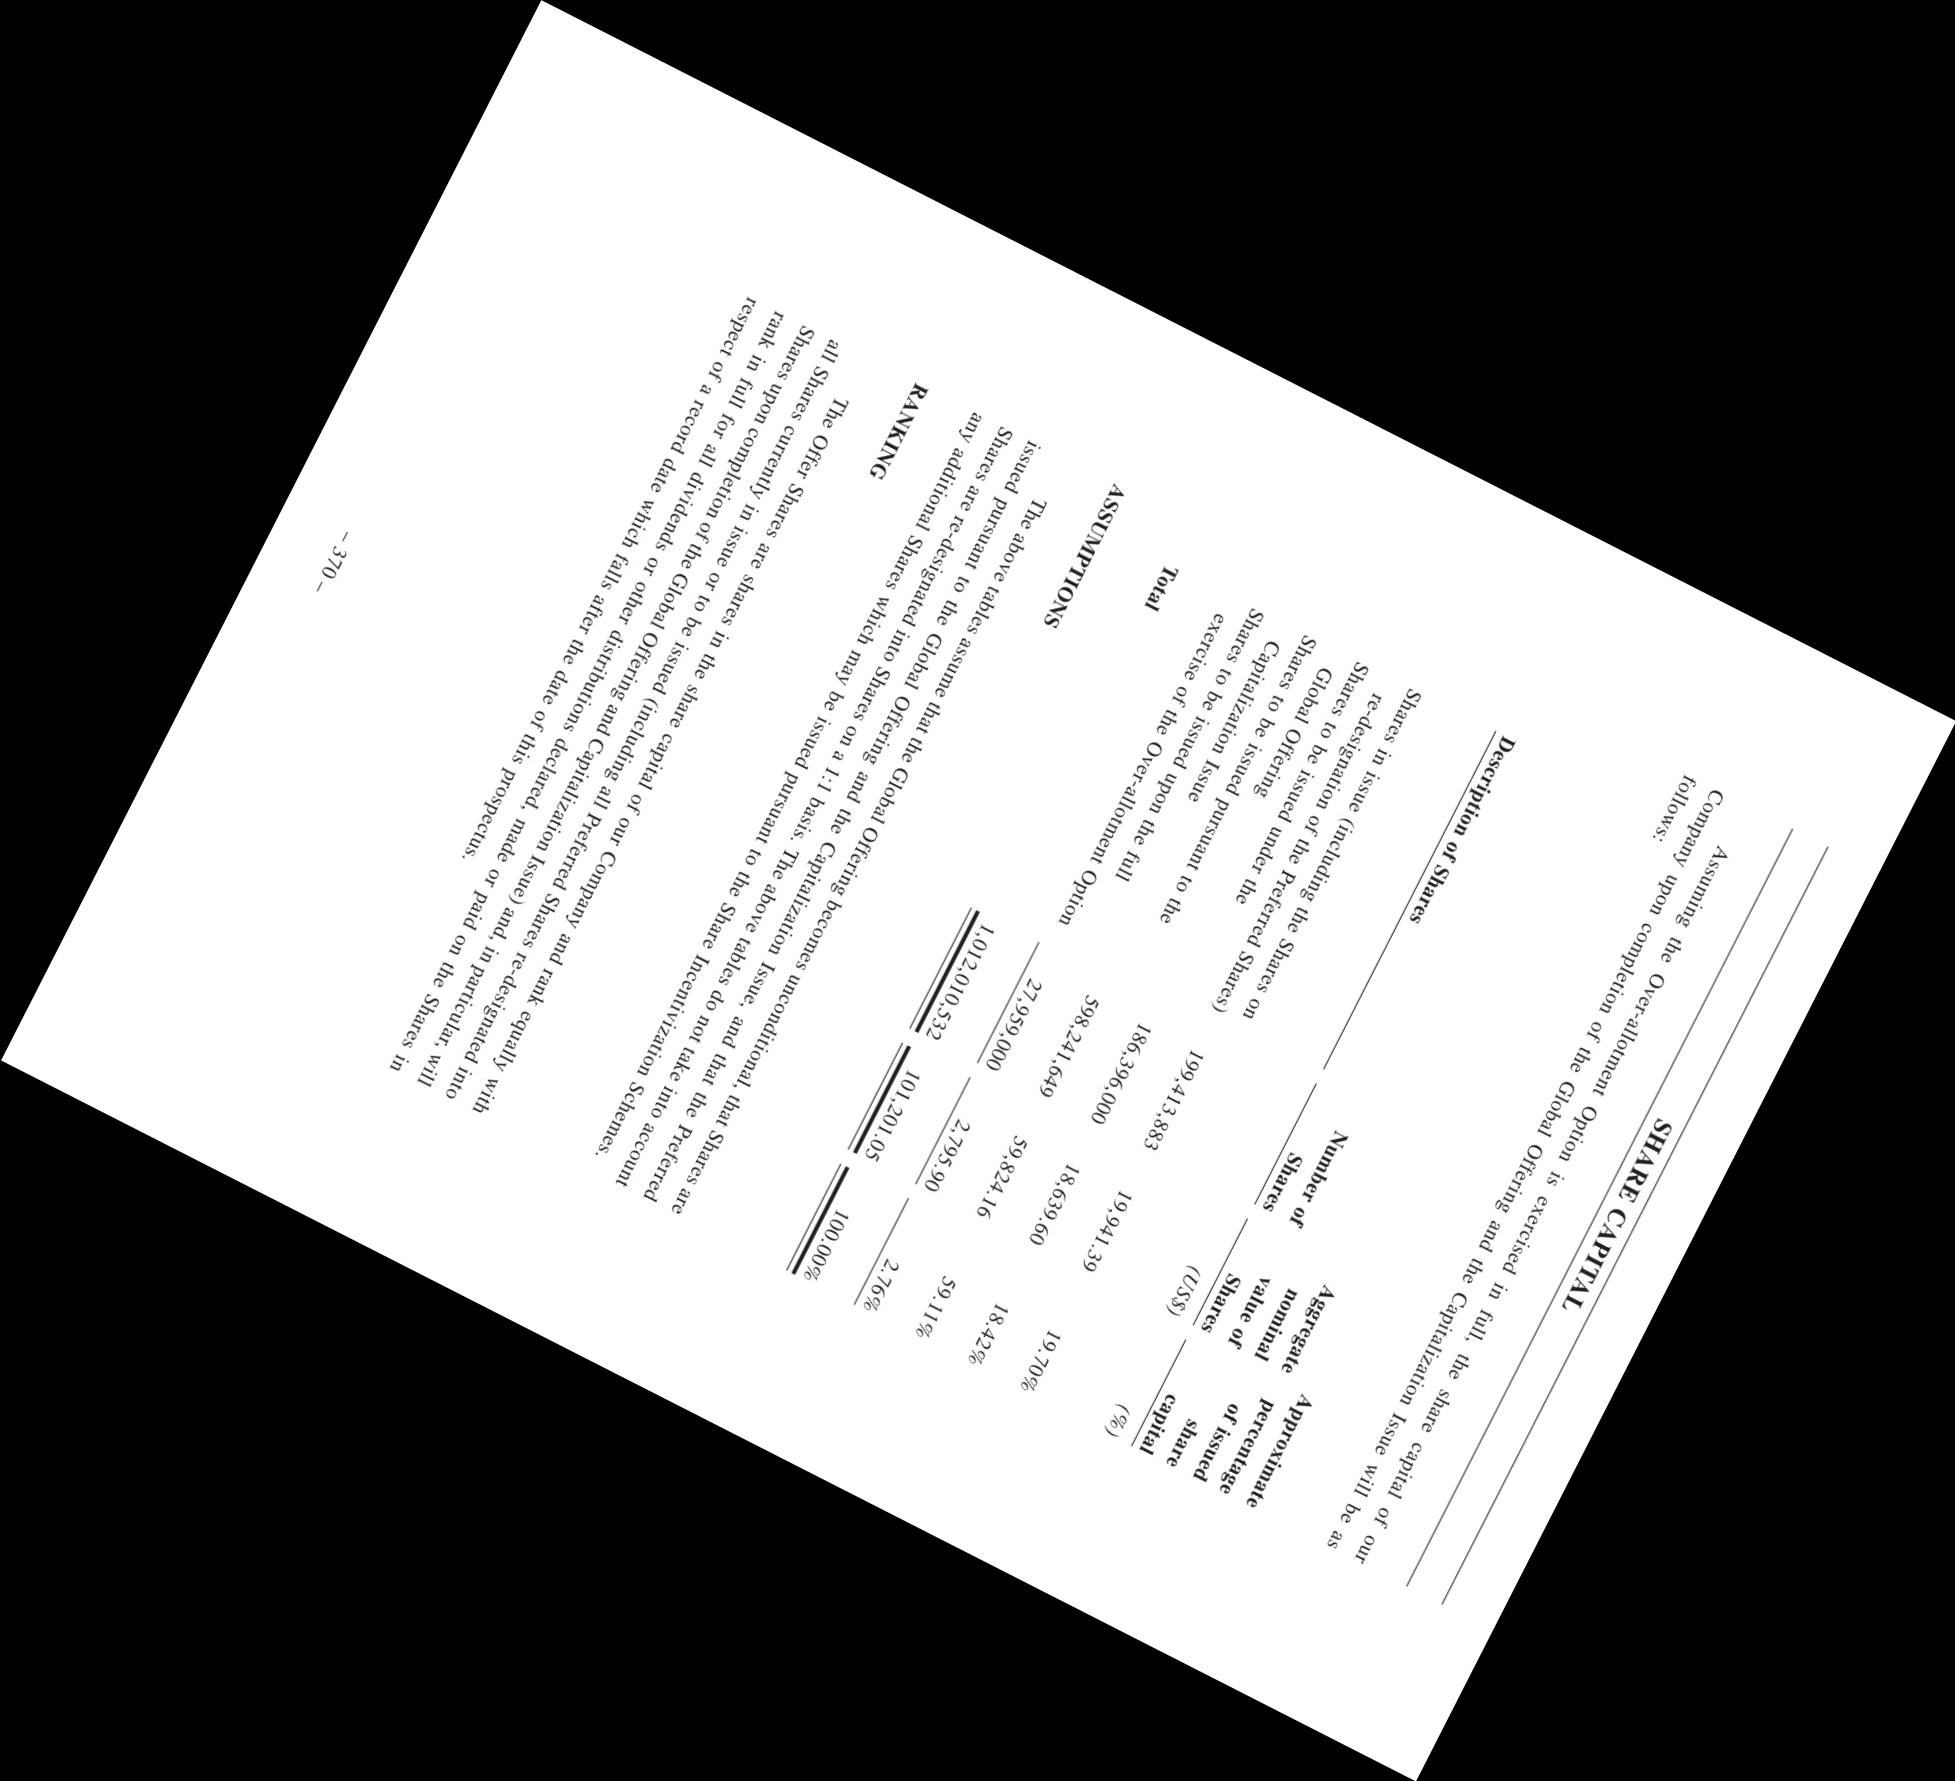 SHARE CAPITAL
Assuming the Over-allotment Option is exercised in full, the share capital of our
Company upon completion of the Global Offering and the Capitalization Issue will be as
follows:
Description of Shares
Number of
Shares
Aggregate
nominal
value of
Shares
Approximate
percentage
of issued
share
capital
(US$) (%)
Shares in issue (including the Shares on
re-designation of the Preferred Shares) 199,413,883 19,941.39 19.70%
Shares to be issued under the
Global Offering 186,396,000 18,639.60 18.42%
Shares to be issued pursuant to the
Capitalization Issue 598,241,649 59,824.16 59.11%
Shares to be issued upon the full
exercise of the Over-allotment Option 27,959,000 2,795.90 2.76%
Total 1,012,010,532 101,201.05 100.00%
ASSUMPTIONS
The above tables assume that the Global Offering becomes unconditional, that Shares are
issued pursuant to the Global Offering and the Capitalization Issue, and that the Preferred
Shares are re-designated into Shares on a 1:1 basis. The above tables do not take into account
any additional Shares which may be issued pursuant to the Share Incentivization Schemes.
RANKING
The Offer Shares are shares in the share capital of our Company and rank equally with
all Shares currently in issue or to be issued (including all Preferred Shares re-designated into
Shares upon completion of the Global Offering and Capitalization Issue) and, in particular, will
rank in full for all dividends or other distributions declared, made or paid on the Shares in
respect of a record date which falls after the date of this prospectus.
– 370 –